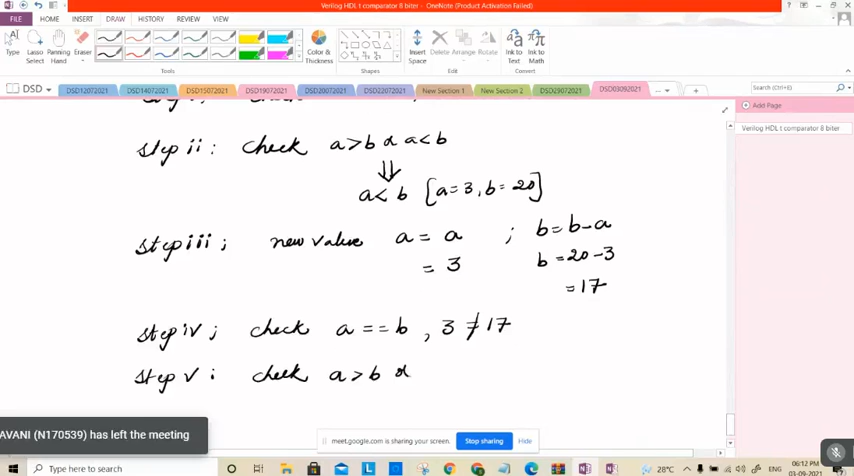 Verilog HDL t comparator 8 biter - OneNote (Product Activation Failed)
FILE HOME INSERT DRAW HISTORY REVIEW VIEW
Type
Lasso Select
Panning Hand
Eraser
Color & Thickness
Insert Space
Delete
Arrange
Rotate
Ink to Text
Ink to Math
Tools Shapes Edit Convert
DSD DSD12072021 DSD14072021 DSD15072021 DSD19072021 DSD20072021 DSD22072021 New Section 1 New Section 2 DSD29072021 DSD03092021 Search (Ctrl+E)
Add Page
Verilog HDL t comparator 8 biter
step ii : check a>b α a<b
⇓
a< b [a=3, b= 20]
step iii ; new value a = a ; b = b-a
= 3 b = 20 -3
= 17
step iv ; check a == b , 3 ≠ 17
step v : check a > b α
AVANI (N170539) has left the meeting
meet.google.com is sharing your screen. Stop sharing Hide
Type here to search
28°C ENG 06:12 PM
03-09-2021